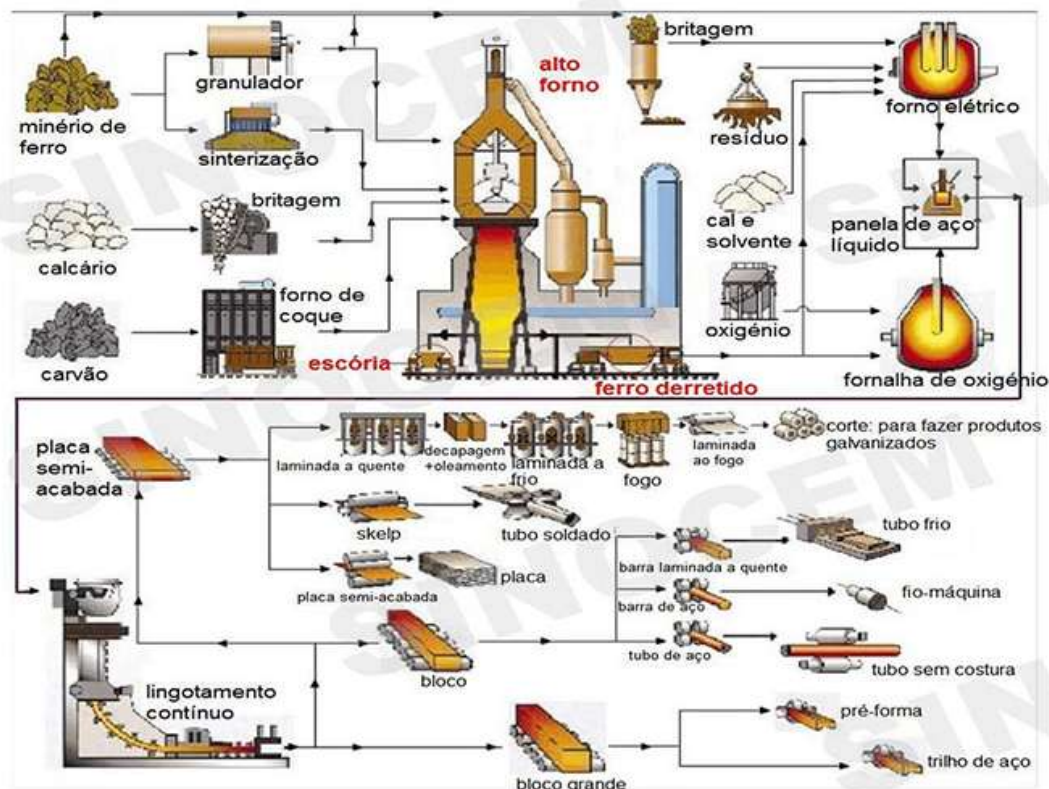 britagem
alto
forno
granulador
resíduo
forno elétrico
minério de
ferro
sinterização
britagem
cal e
solvente
panela de aço
líquido
calcário
forno de
coque
oxigénio
carvão
escória
ferro derretido
fornalha de oxigénio
placa
semi-
acabada
laminada a quente
decapagem
+oleamento
laminada a
frio
fogo
laminada
ao fogo
corte: para fazer produtos
galvanizados
skelp
tubo soldado
placa semi-acabada
placa
barra laminada a quente
tubo frio
barra de aço
fio-máquina
tubo de aço
tubo sem costura
bloco
lingotamento
contínuo
bloco grande
pré-forma
trilho de aço
SINOCEM
SINOCEM
SINOCEM
SIN